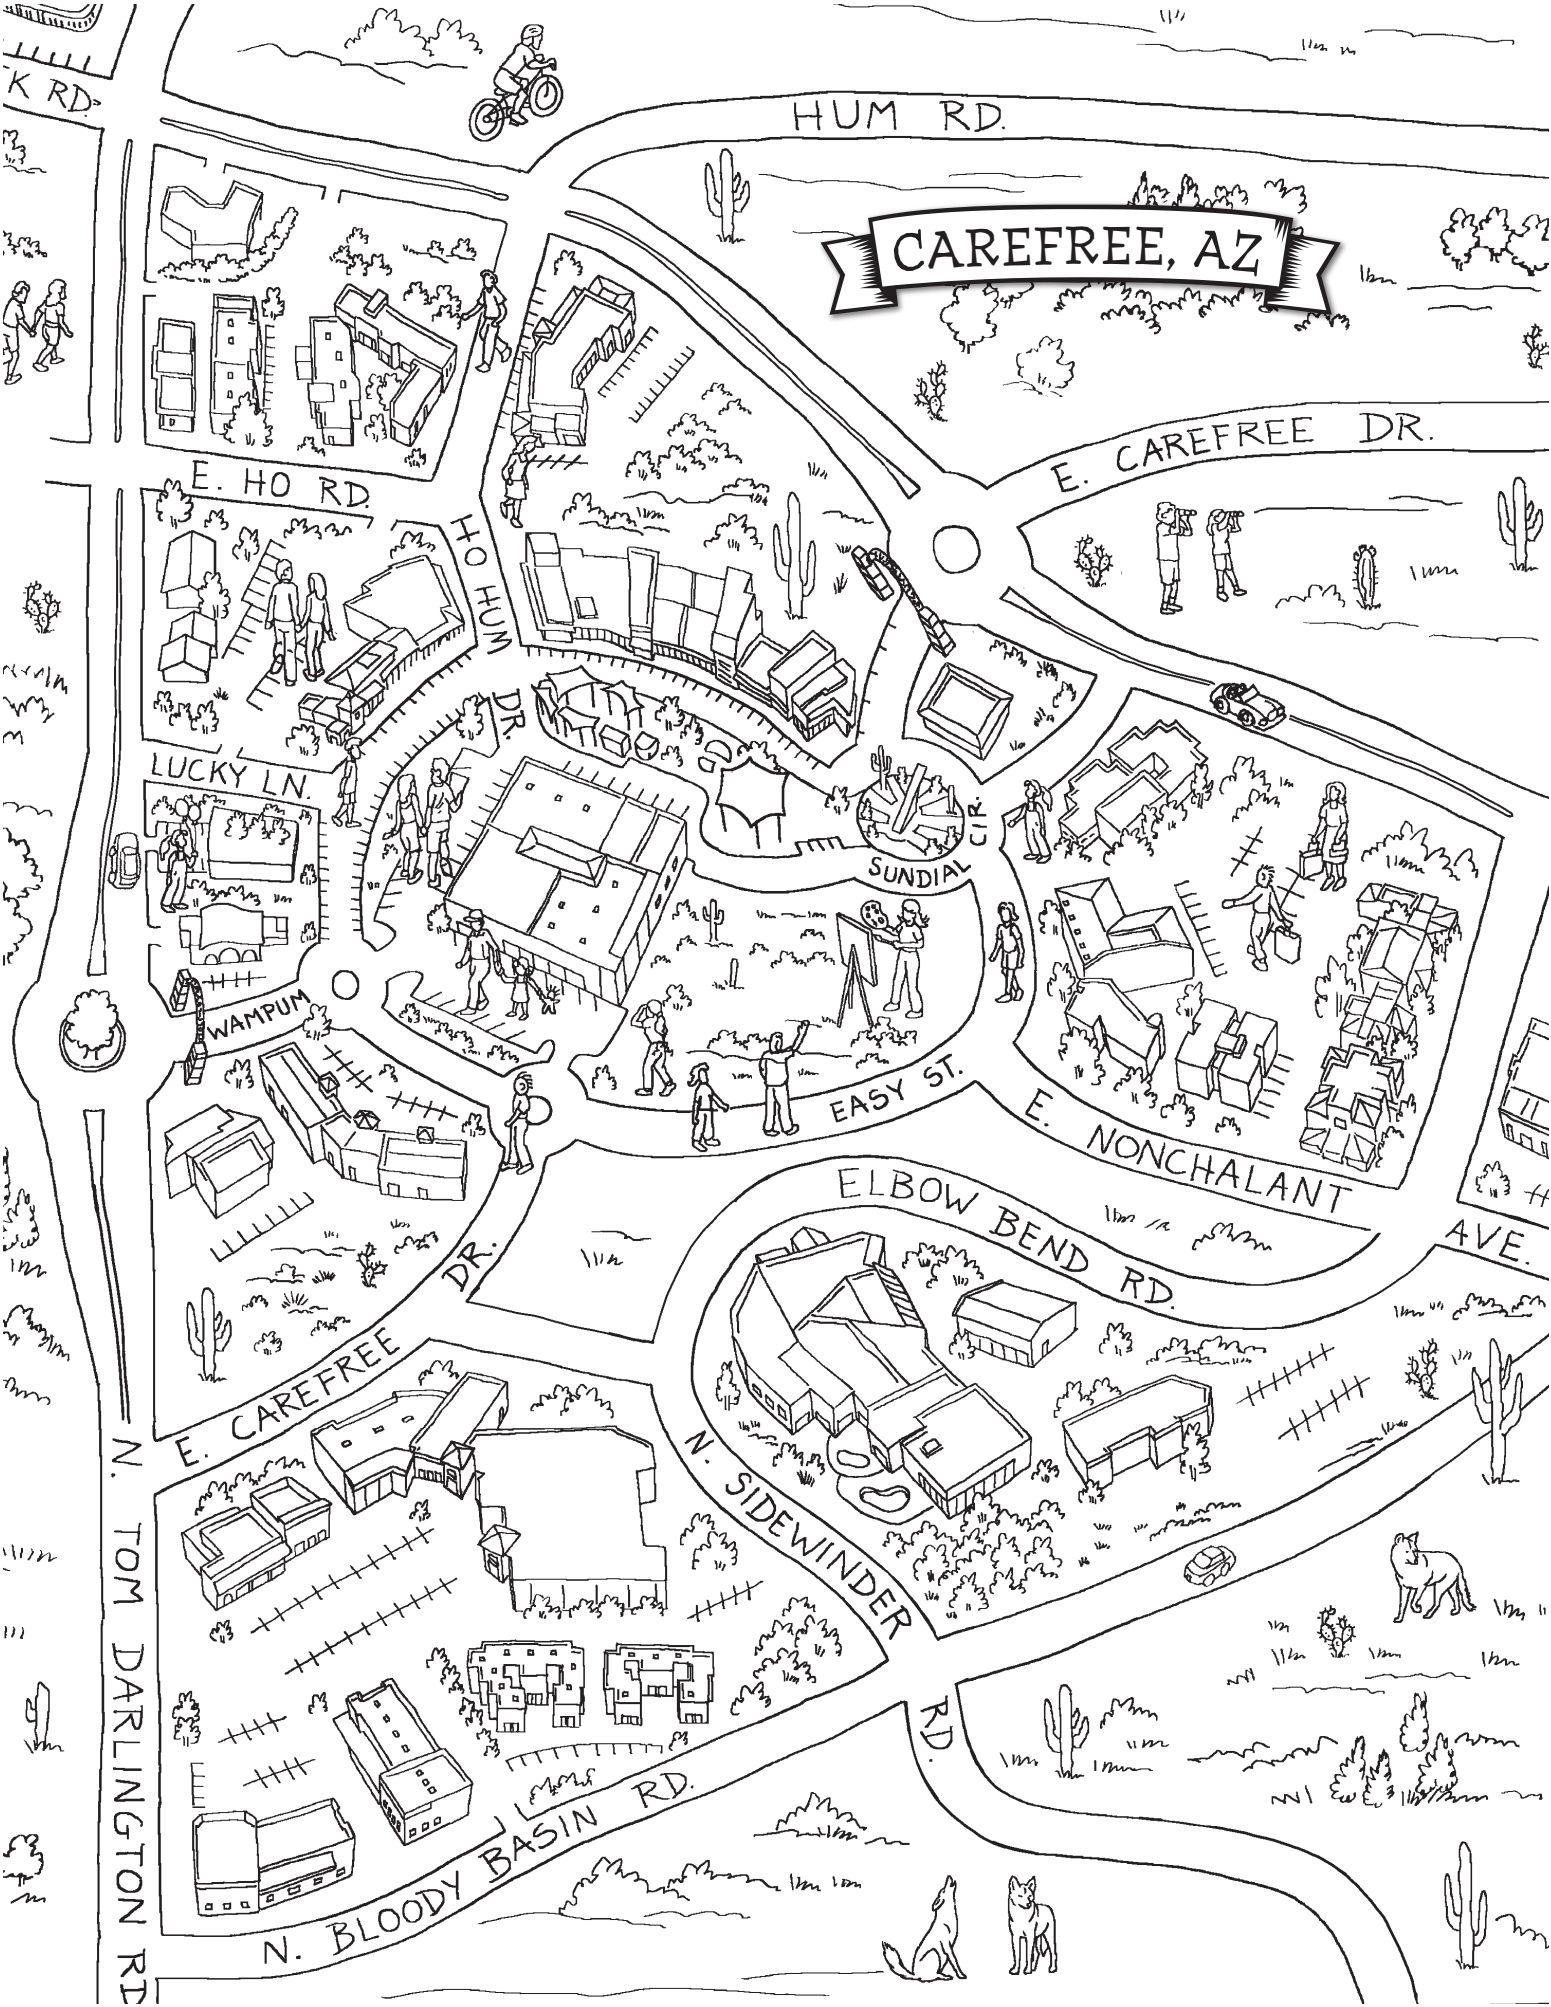 K RD.
HUM RD.
CAREFREE, AZ
E. CAREFREE DR.
E. HO RD.
HO HUM
DR.
LUCKY LN.
SUNDIAL CIR.
WAMPUM
EASY ST.
E. NONCHALANT
AVE.
ELBOW BEND RD.
E. CAREFREE
DR.
N. SIDEWINDER
RD.
N. TOM DARLINGTON RD
N. BLOODY BASIN RD.